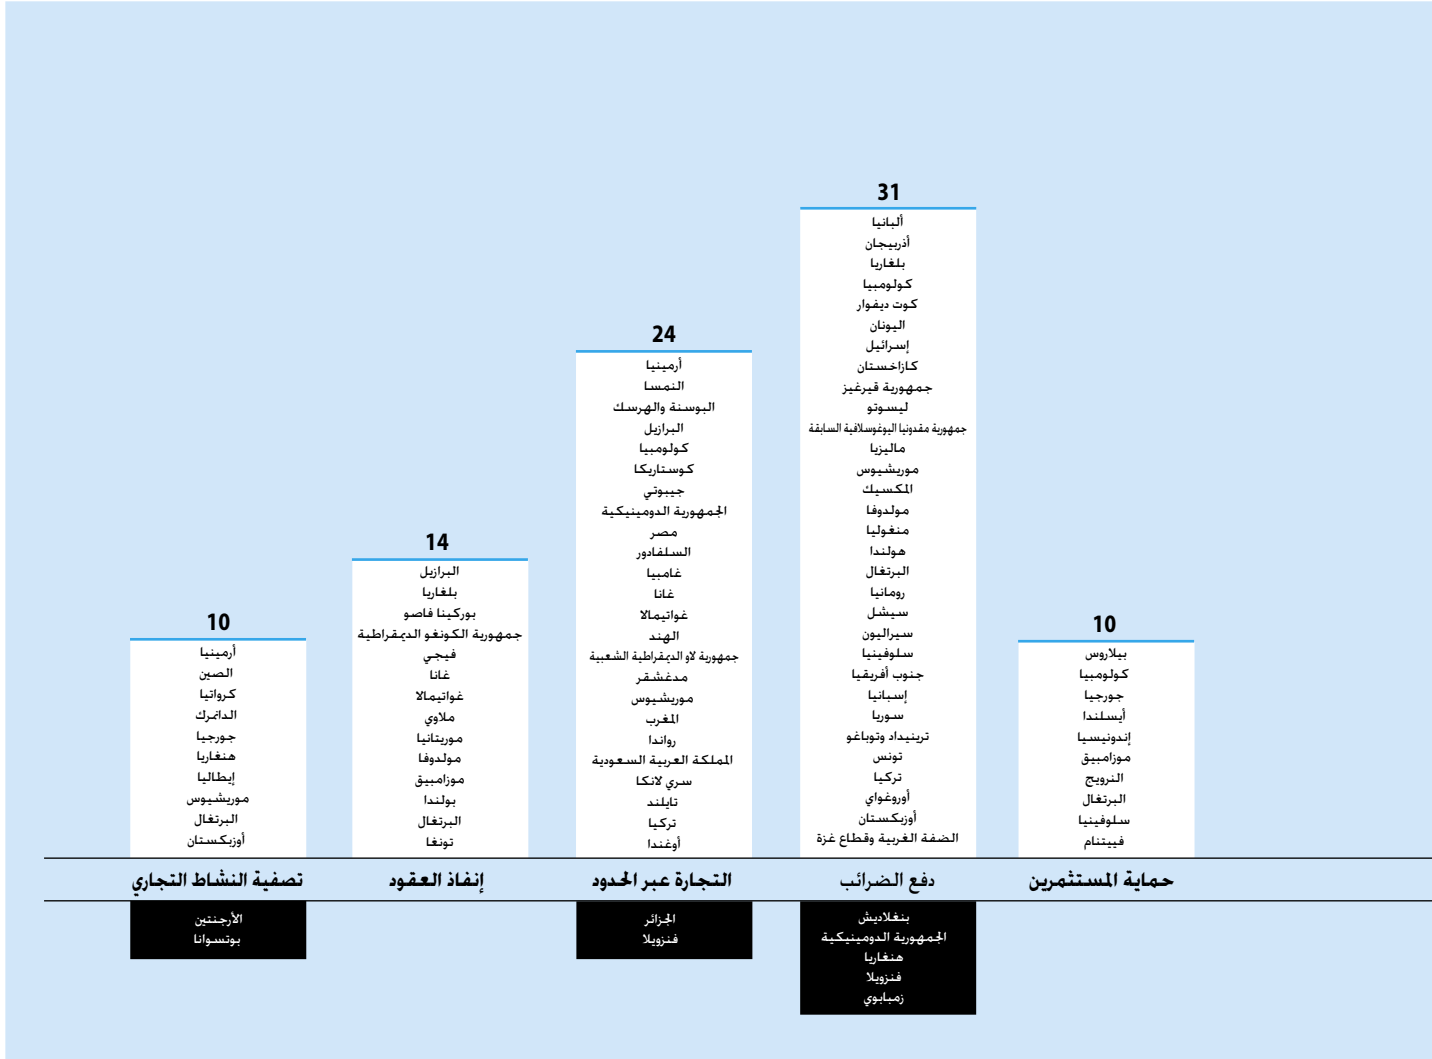 10
بيلاروس
كولومبيا
جورجيا
أيسلندا
إندونيسيا
موزامبيق
النرويج
البرتغال
سلوفينيا
فييتنام
حماية المستثمرين
31
ألبانيا
أذربيجان
بلغاريا
كولومبيا
كوت ديفوار
اليونان
إسرائيل
كازاخستان
جمهورية قيرغيز
ليسوتو
جمهورية مقدونيا اليوغوسلافية السابقة
ماليزيا
موريشيوس
المكسيك
مولدوفا
منغوليا
هولندا
البرتغال
رومانيا
سيشل
سيراليون
سلوفينيا
جنوب أفريقيا
إسبانيا
سوريا
ترينيداد وتوباغو
تونس
تركيا
أوروغواي
أوزبكستان
الضفة الغربية وقطاع غزة
دفع الضرائب
بنغلاديش
الجمهورية الدومينيكية
هنغاريا
فنزويلا
زمبابوي
24
أرمينيا
النمسا
البوسنة والهرسك
البرازيل
كولومبيا
كوستاريكا
جيبوتي
الجمهورية الدومينيكية
مصر
السلفادور
غامبيا
غانا
غواتيمالا
الهند
جمهورية لاو الديمقراطية الشعبية
مدغشقر
موريشيوس
المغرب
رواندا
المملكة العربية السعودية
سري لانكا
تايلند
تركيا
أوغندا
التجارة عبر الحدود
الجزائر
فنزويلا
14
البرازيل
بلغاريا
بوركينا فاصو
جمهورية الكونغو الديمقراطية
فيجي
غانا
غواتيمالا
ملاوي
موريتانيا
مولدوفا
موزامبيق
بولندا
البرتغال
تونغا
إنفاذ العقود
10
أرمينيا
الصين
كرواتيا
الدانمرك
جورجيا
هنغاريا
إيطاليا
موريشيوس
البرتغال
أوزبكستان
تصفية النشاط التجاري
الأرجنتين
بوتسوانا